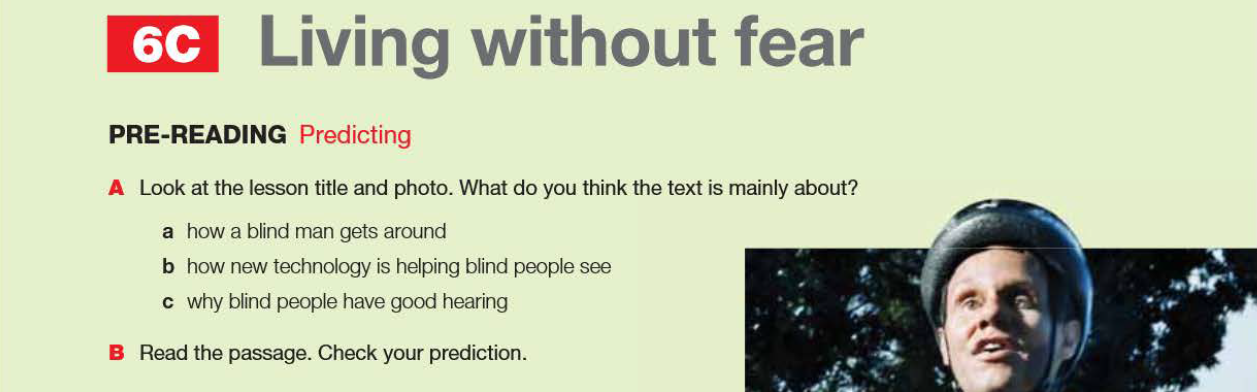 6C Living without fear
PRE-READING Predicting
A Look at the lesson title and photo. What do you think the text is mainly about?
a how a blind man gets around
b how new technology is helping blind people see
c why blind people have good hearing
B Read the passage. Check your prediction.